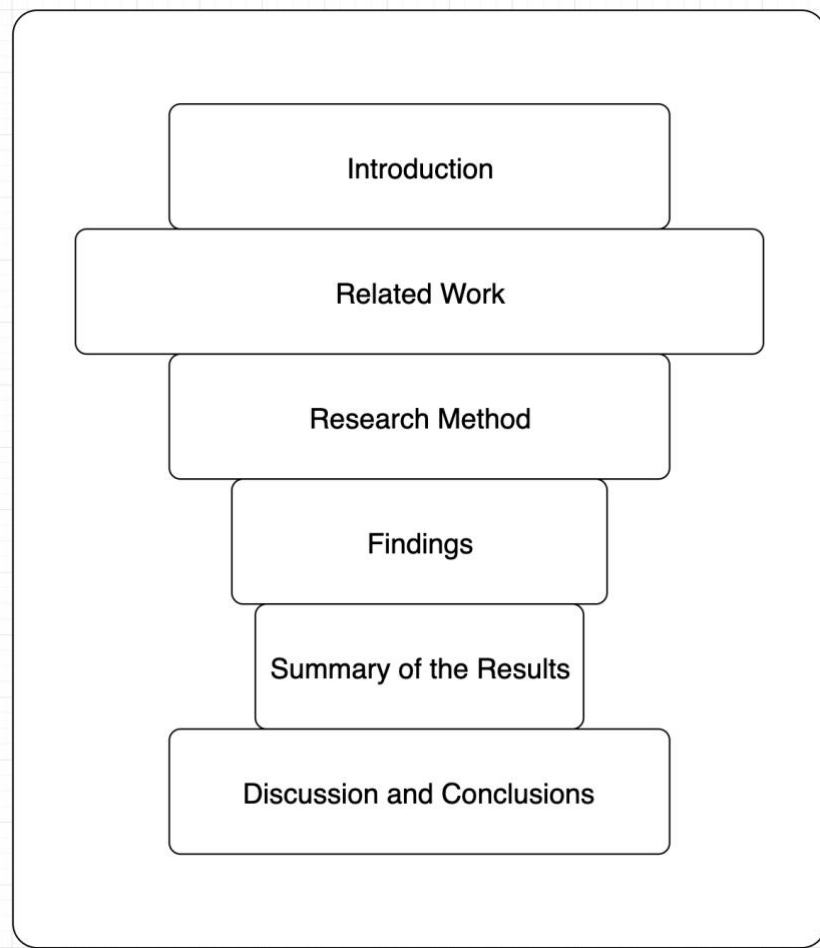 Introduction
Related Work
Research Method
Findings
Summary of the Results
Discussion and Conclusions